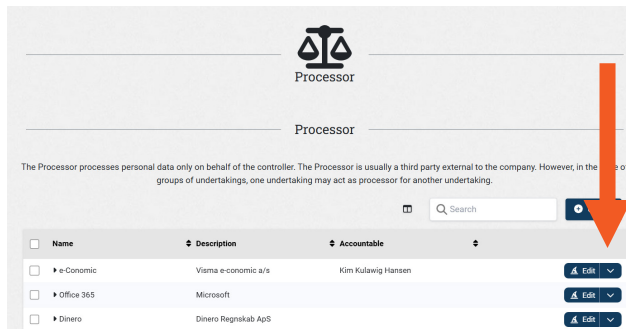 Processor
Processor
The Processor processes personal data only on behalf of the controller. The Processor is usually a third party external to the company. However, in the
groups of undertakings, one undertaking may act as processor for another undertaking.
Search
Name Description Accountable
e-Conomic Visma e-conomic a/s Kim Kulawig Hansen Edit
Office 365 Microsoft Edit
Dinero Dinero Regnskab ApS Edit